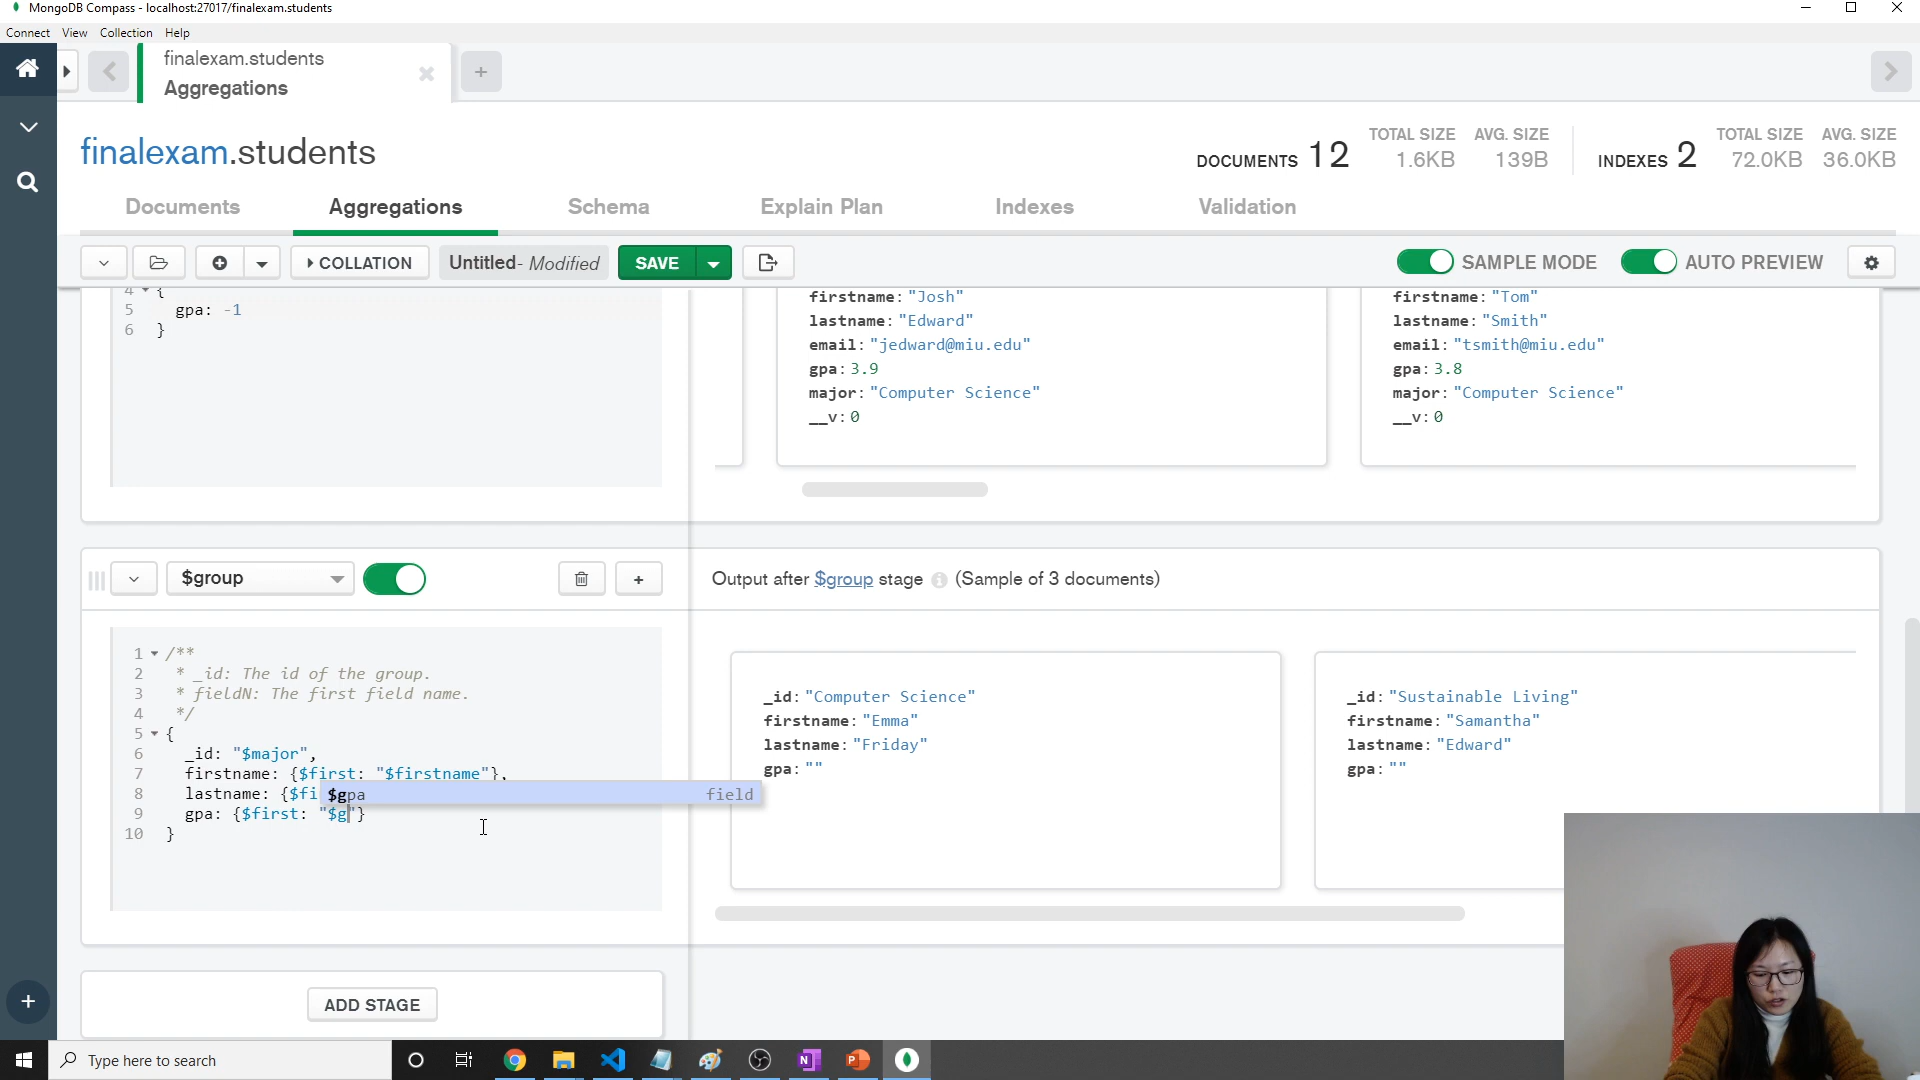 MongoDB Compass - localhost:27017/finalexam.students
Connect View Collection Help
finalexam.students
Aggregations
finalexam.students
DOCUMENTS 12
TOTAL SIZE 1.6KB
AVG. SIZE 139B
INDEXES 2
TOTAL SIZE 72.0KB
AVG. SIZE 36.0KB
Documents Aggregations Schema Explain Plan Indexes Validation
COLLATION Untitled- Modified SAVE SAMPLE MODE AUTO PREVIEW
4 {
5 gpa: -1
6 }
firstname: "Josh"
lastname: "Edward"
email: "jedward@miu.edu"
gpa: 3.9
major: "Computer Science"
__v: 0
firstname: "Tom"
lastname: "Smith"
email: "tsmith@miu.edu"
gpa: 3.8
major: "Computer Science"
__v: 0
$group
Output after $group stage (Sample of 3 documents)
1 /**
2 * _id: The id of the group.
3 * fieldN: The first field name.
4 */
5 {
6 _id: "$major",
7 firstname: {$first: "$firstname"},
8 lastname: {$fi
$gpa field
9 gpa: {$first: "$g"}
10 }
_id: "Computer Science"
firstname: "Emma"
lastname: "Friday"
gpa: ""
_id: "Sustainable Living"
firstname: "Samantha"
lastname: "Edward"
gpa: ""
ADD STAGE
Type here to search